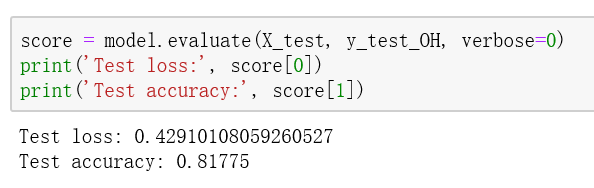 score = model.evaluate(X_test, y_test_OH, verbose=0)
print('Test loss:', score[0])
print('Test accuracy:', score[1])
Test loss: 0.42910108059260527
Test accuracy: 0.81775